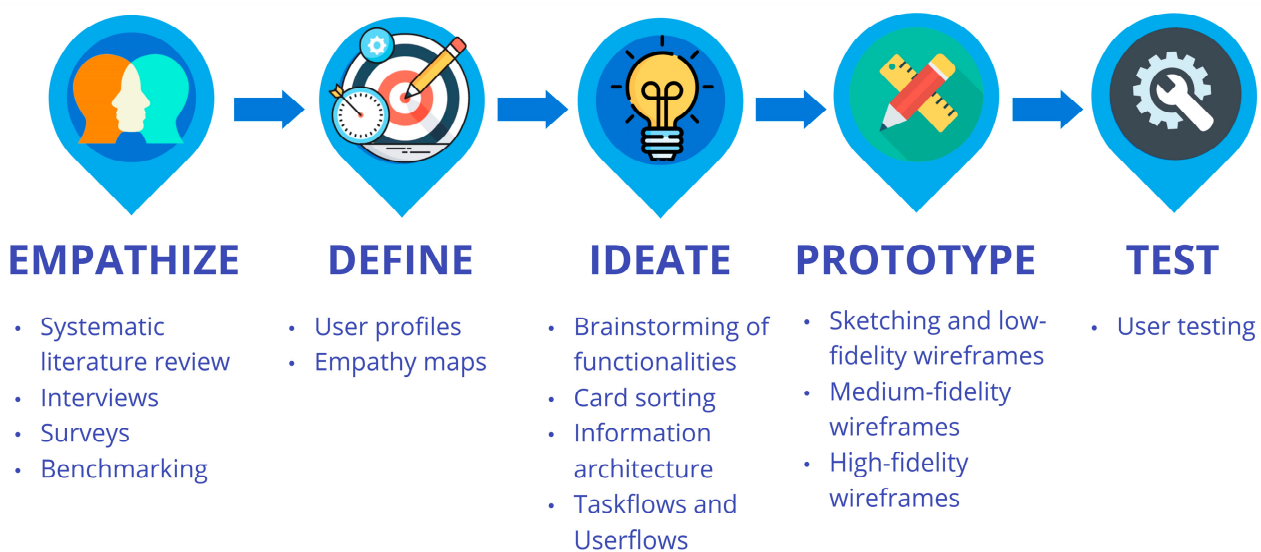 EMPATHIZE
• Systematic
literature review
• Interviews
• Surveys
• Benchmarking
DEFINE
• User profiles
• Empathy maps
IDEATE
• Brainstorming of
functionalities
• Card sorting
• Information
architecture
• Taskflows and
Userflows
PROTOTYPE
• Sketching and low-
fidelity wireframes
• Medium-fidelity
wireframes
• High-fidelity
wireframes
TEST
• User testing